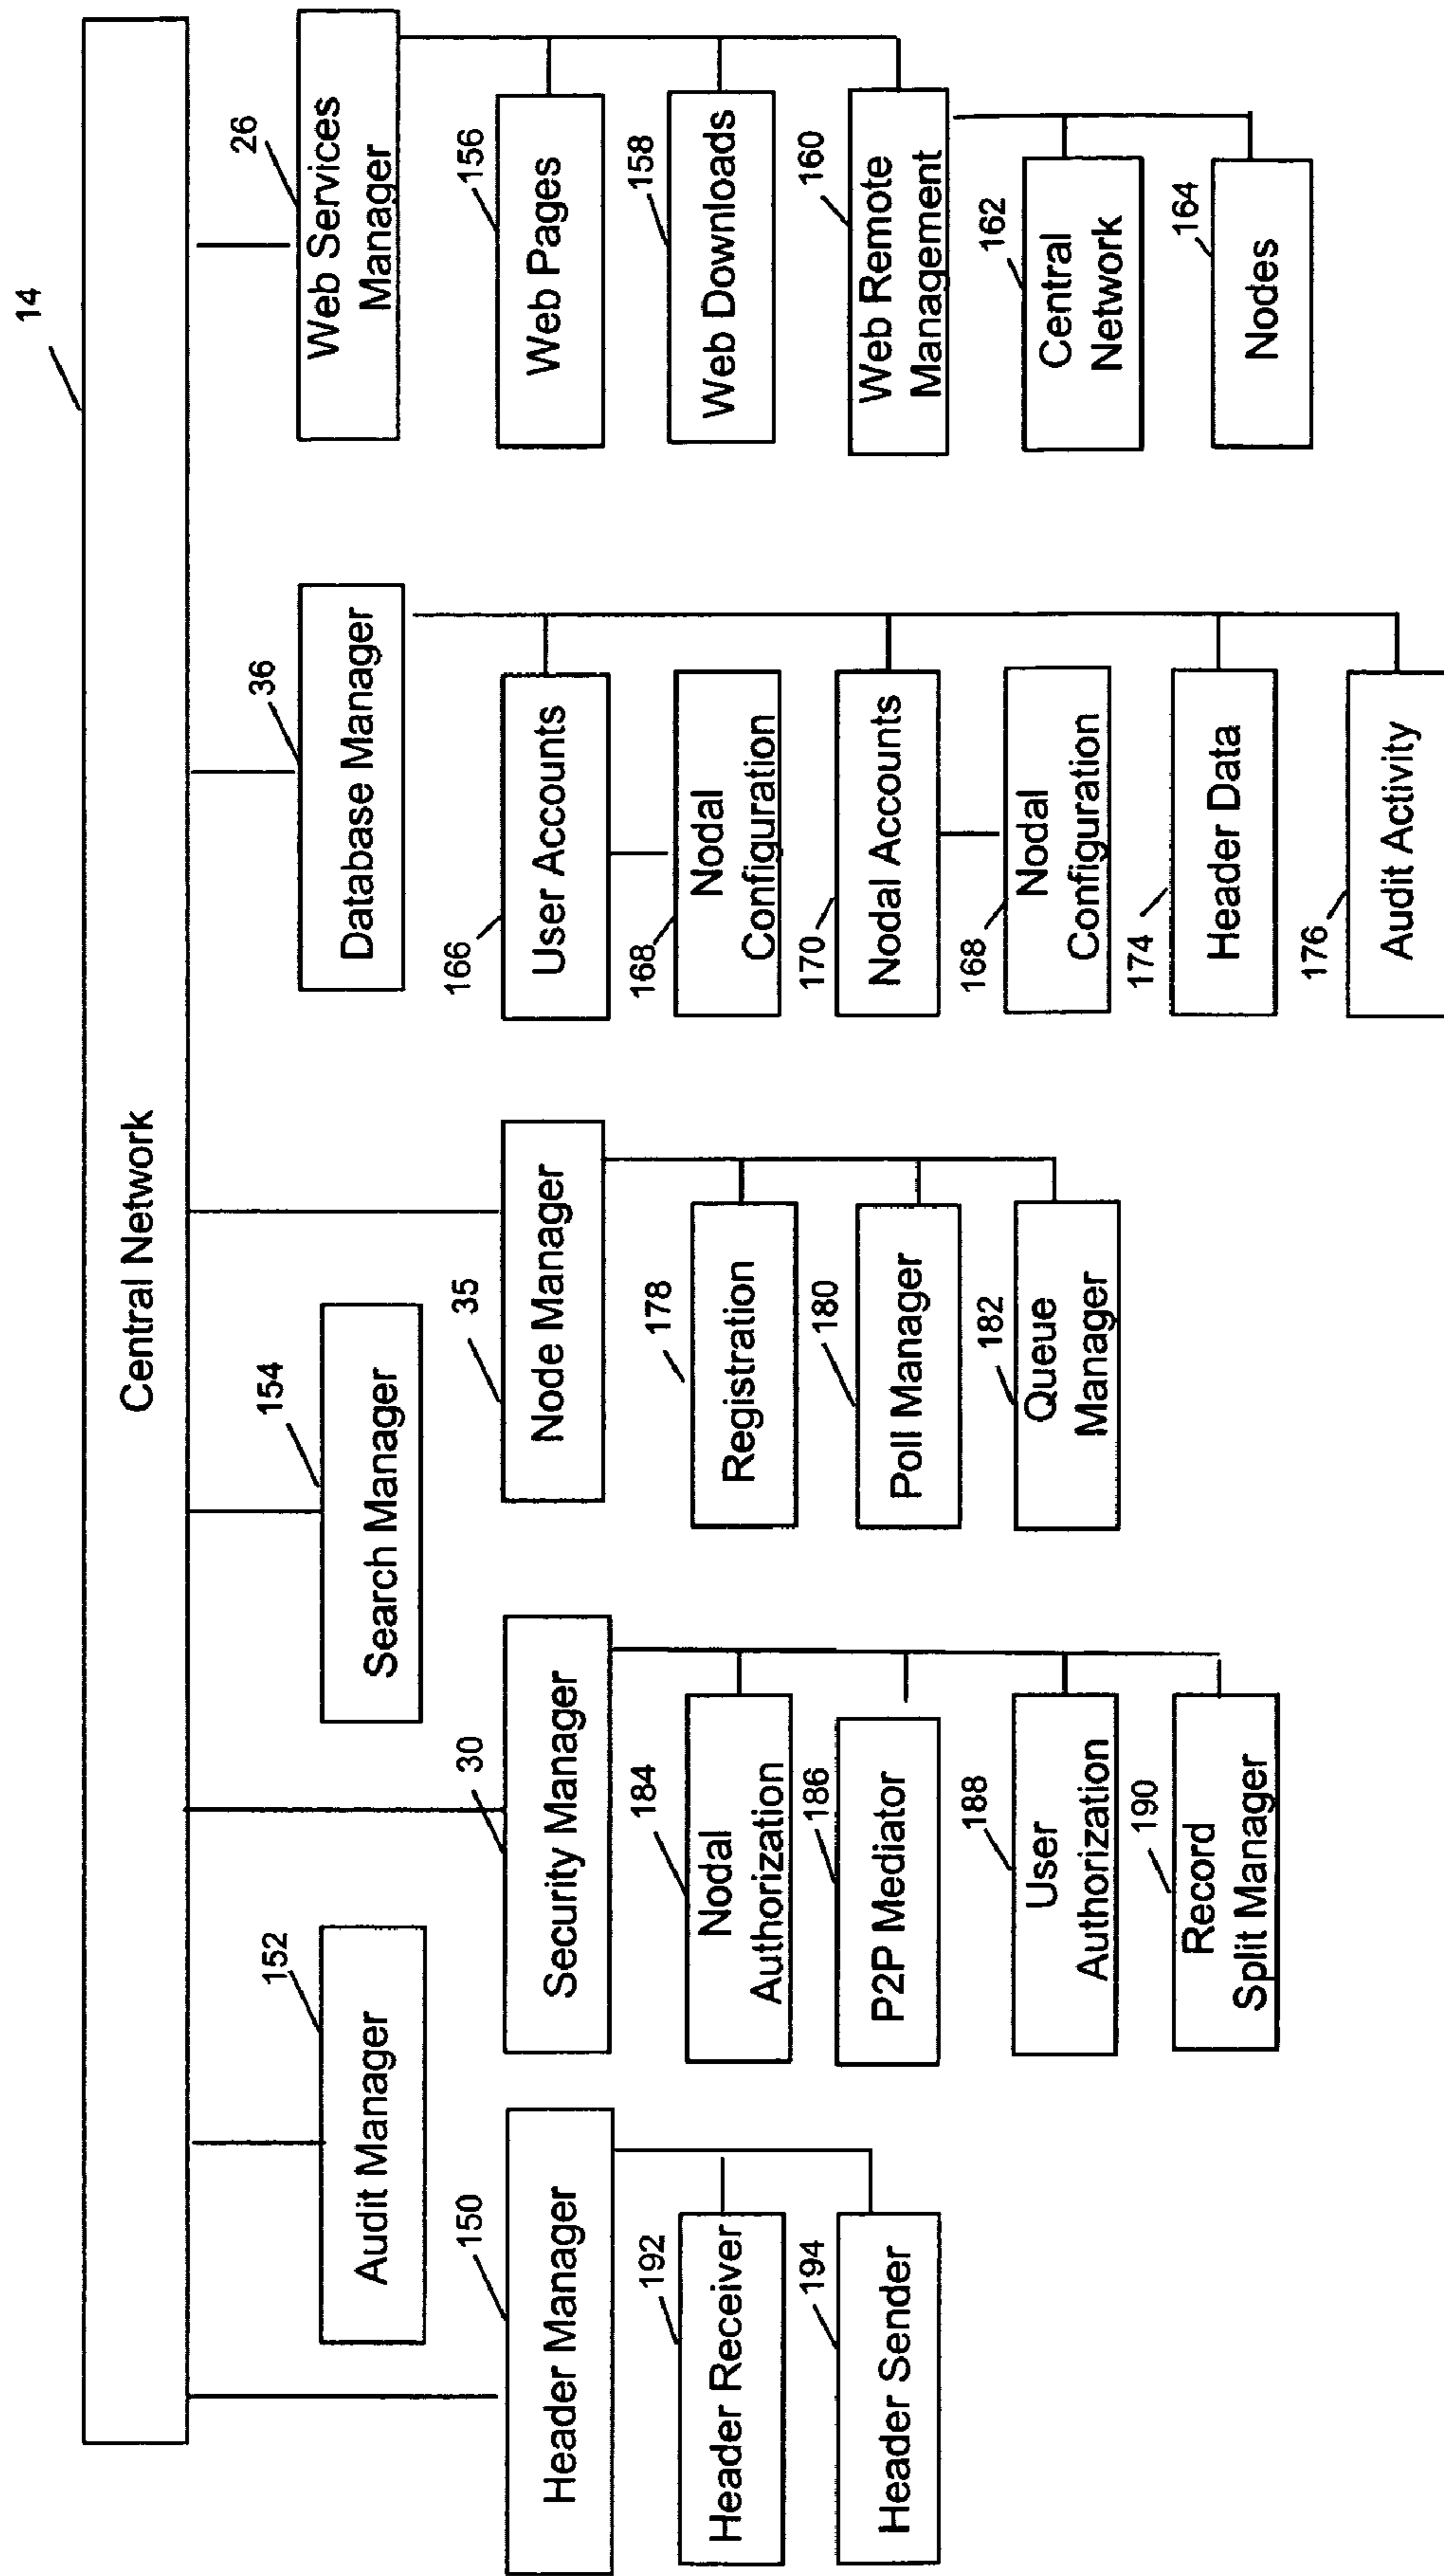 14
Central Network
152
Audit Manager
154
Search Manager
36
Database Manager
26
Web Services
Manager
150
Header Manager
192
Header Receiver
194
Header Sender
30
Security Manager
184
Nodal
Authorization
186
P2P Mediator
188
User
Authorization
190
Record
Split Manager
35
Node Manager
178
Registration
180
Poll Manager
182
Queue
Manager
166
User Accounts
168
Nodal
Configuration
170
Nodal Accounts
168
Nodal
Configuration
174
Header Data
176
Audit Activity
156
Web Pages
158
Web Downloads
160
Web Remote
Management
162
Central
Network
164
Nodes